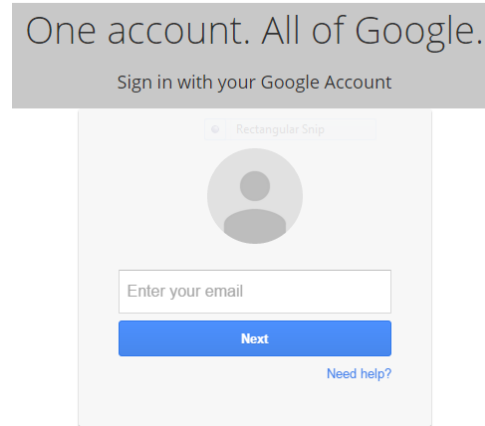 One account. All of Google.
Sign in with your Google Account
Rectangular Snip
Enter your email
Next
Need help?